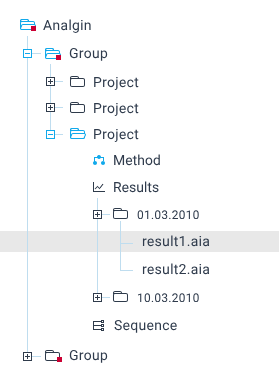 Analgin
Group
Project
Project
Project
Method
Results
01.03.2010
result1.aia
result2.aia
10.03.2010
Sequence
Group